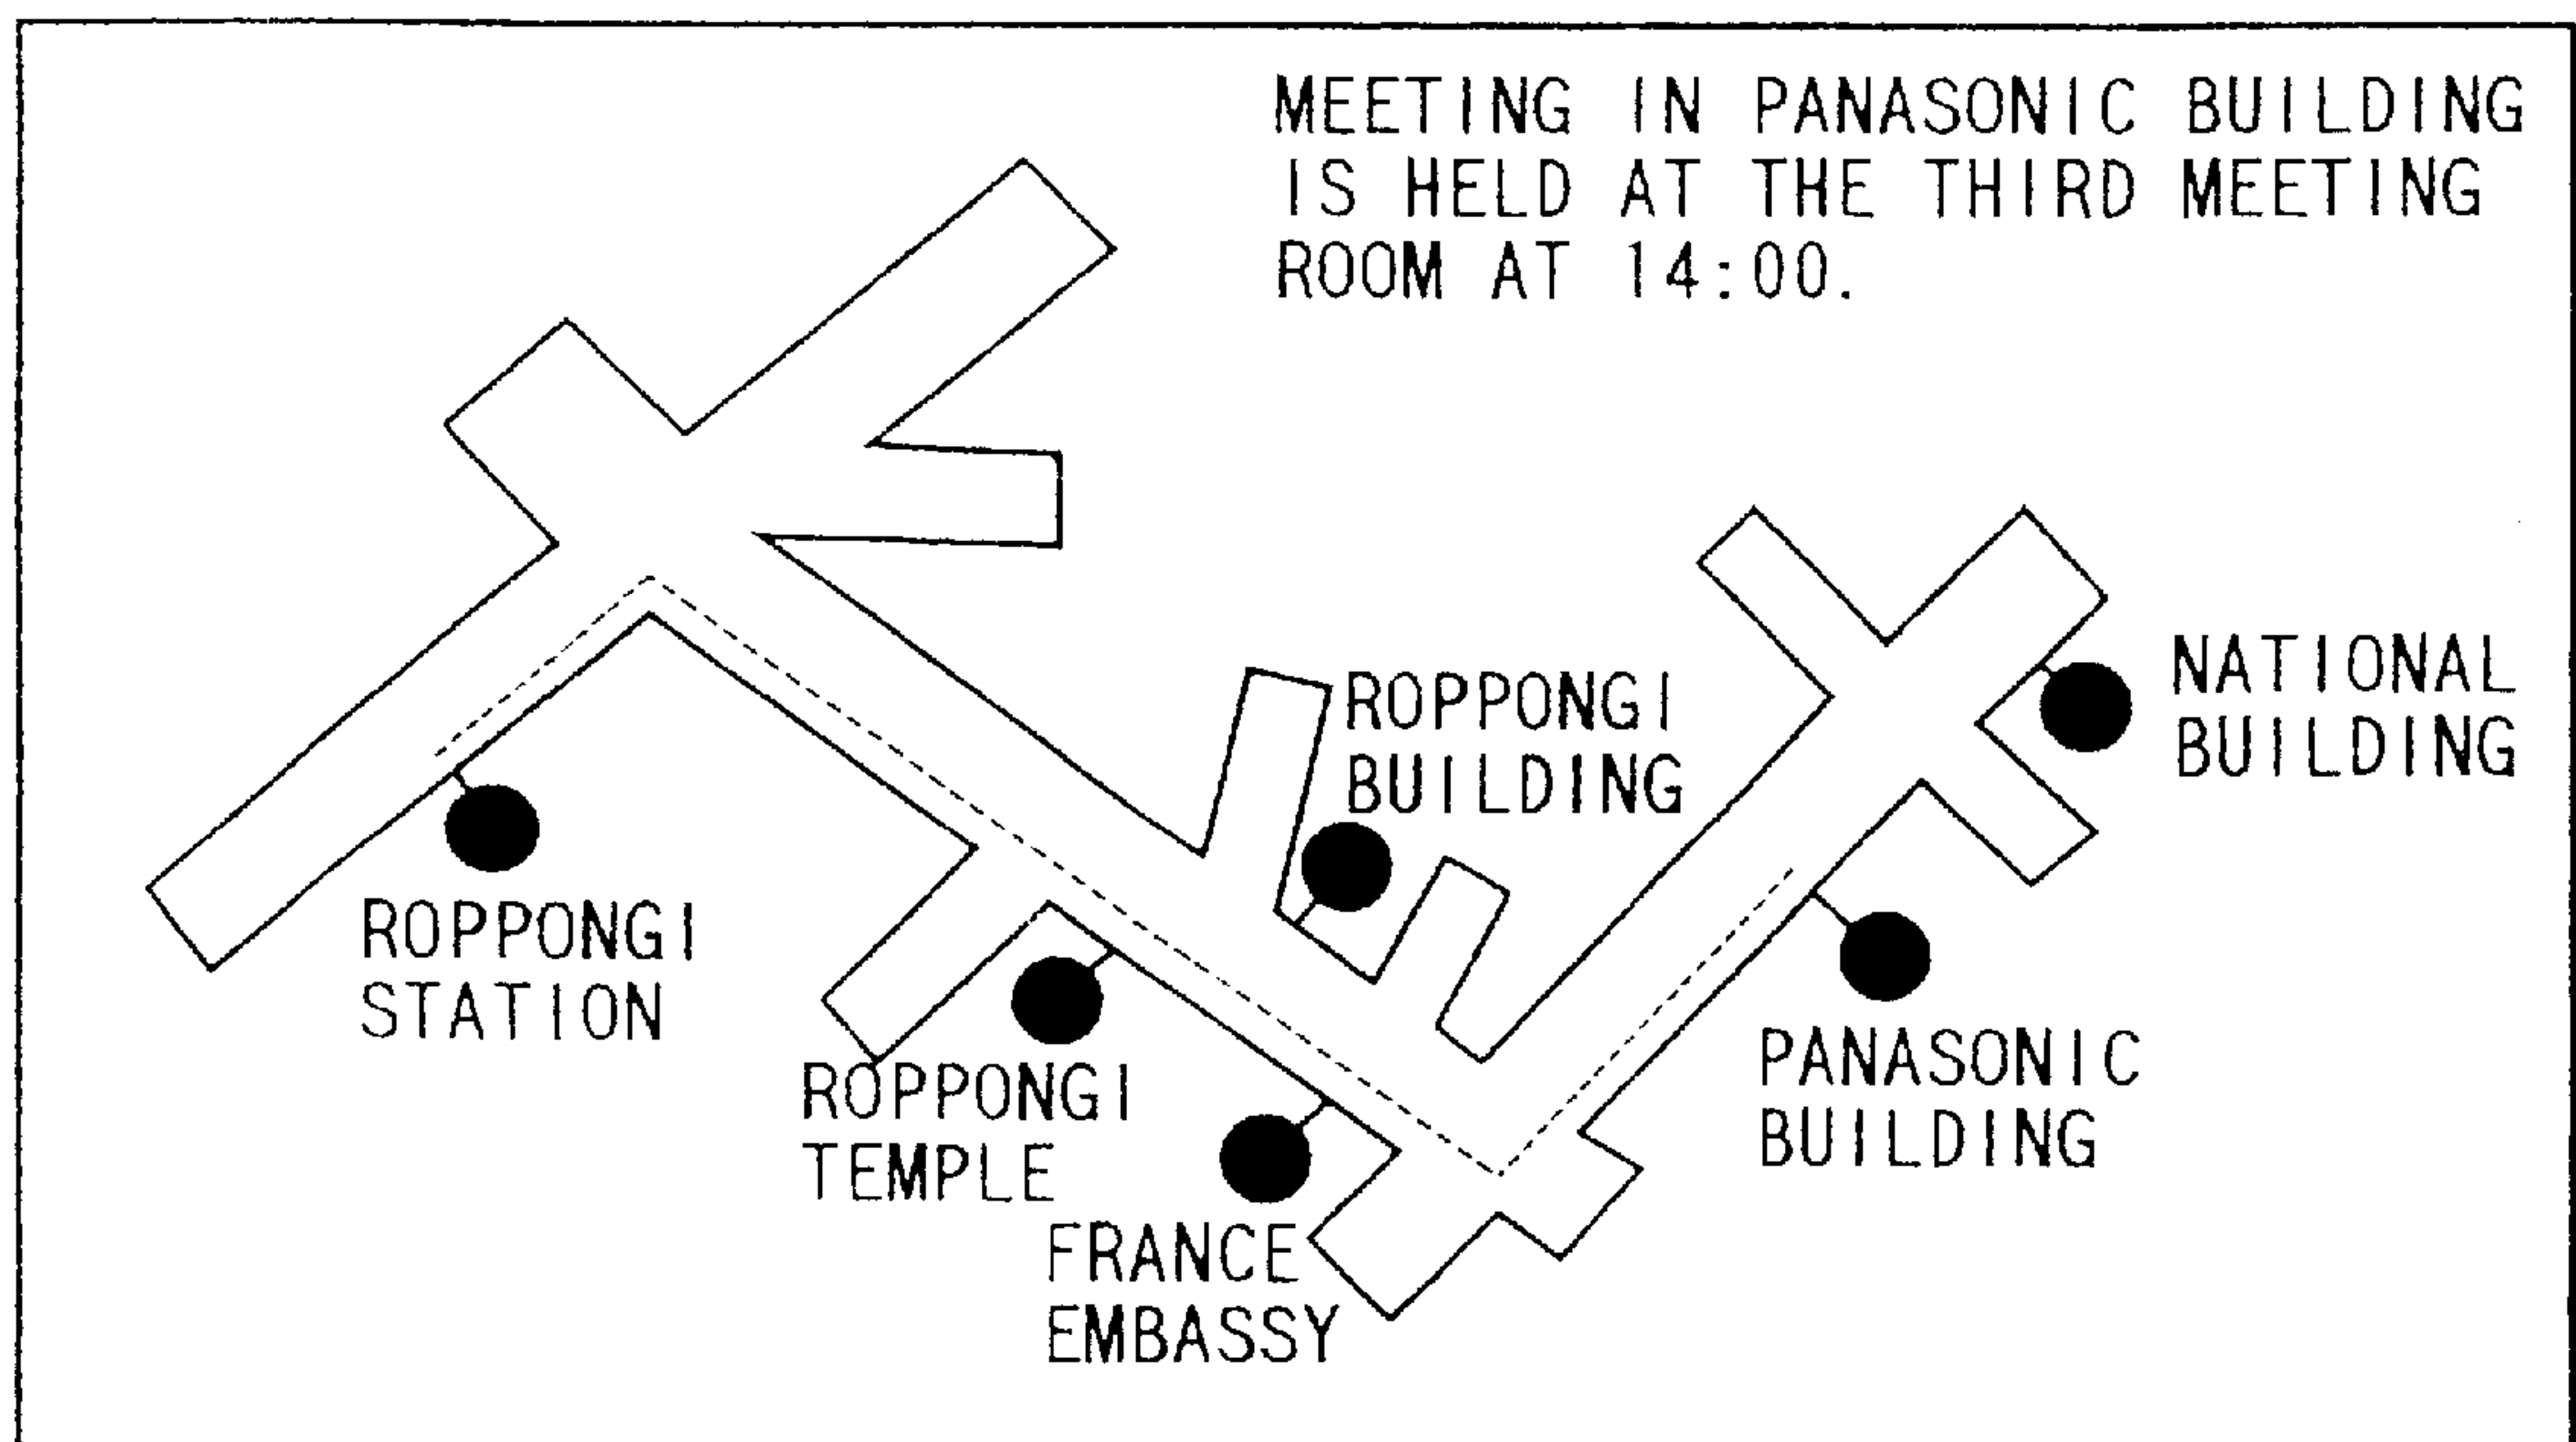 MEETING IN PANASONIC BUILDING
IS HELD AT THE THIRD MEETING
ROOM AT 14:00.
ROPPONGI
BUILDING
NATIONAL
BUILDING
ROPPONGI
STATION
PANASONIC
BUILDING
ROPPONGI
TEMPLE
FRANCE
EMBASSY